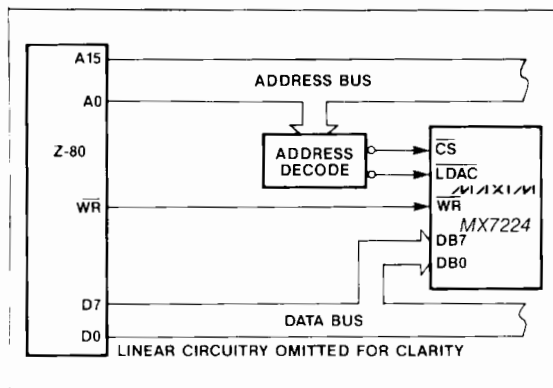 A15
ADDRESS BUS
A0
Z-80
ADDRESS
DECODE
CS
LDAC
MAXIM
WR
WR
MX7224
DB7
DB0
D7
DATA BUS
D0
LINEAR CIRCUITRY OMITTED FOR CLARITY